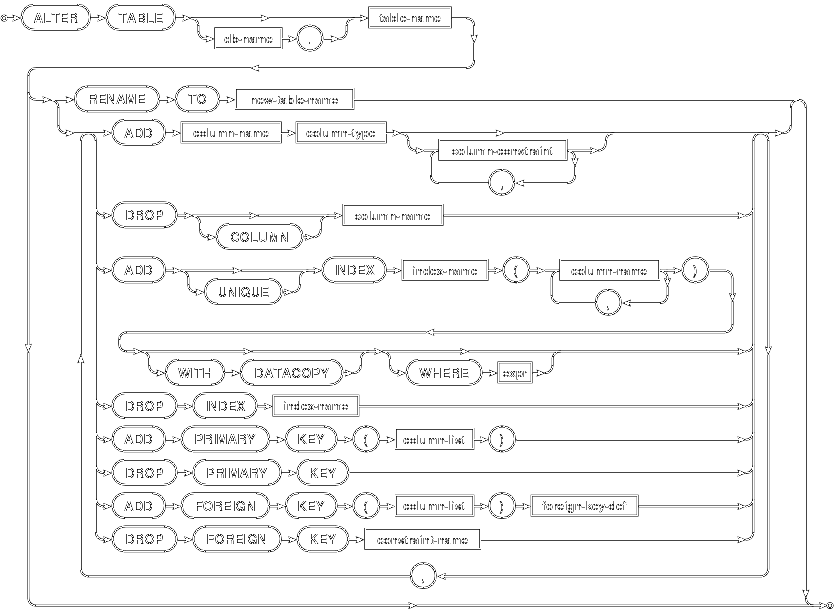 ALTER TABLE table-name
db-name .
RENAME TO new-table-name
ADD column-name column-type
column-constraint
,
DROP column-name
COLUMN
ADD INDEX index-name ( column-name )
UNIQUE ,
WITH DATACOPY WHERE expr
DROP INDEX index-name
ADD PRIMARY KEY ( column-list )
DROP PRIMARY KEY
ADD FOREIGN KEY ( column-list ) foreign-key-def
DROP FOREIGN KEY constraint-name
,